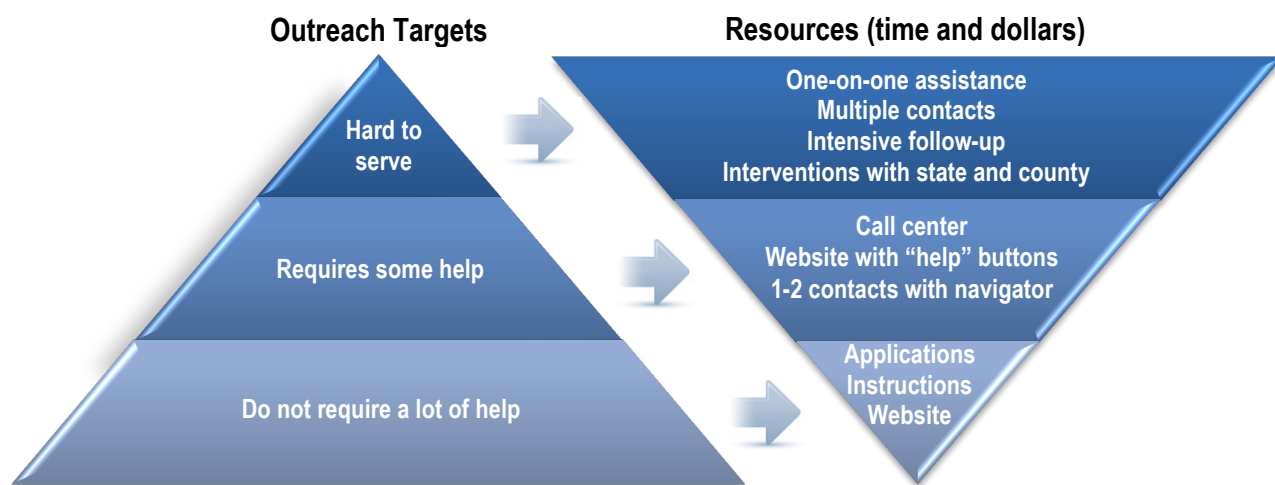 Outreach Targets
Resources (time and dollars)
Hard to
serve
One-on-one assistance
Multiple contacts
Intensive follow-up
Interventions with state and county
Requires some help
Call center
Website with “help” buttons
1-2 contacts with navigator
Do not require a lot of help
Applications
Instructions
Website